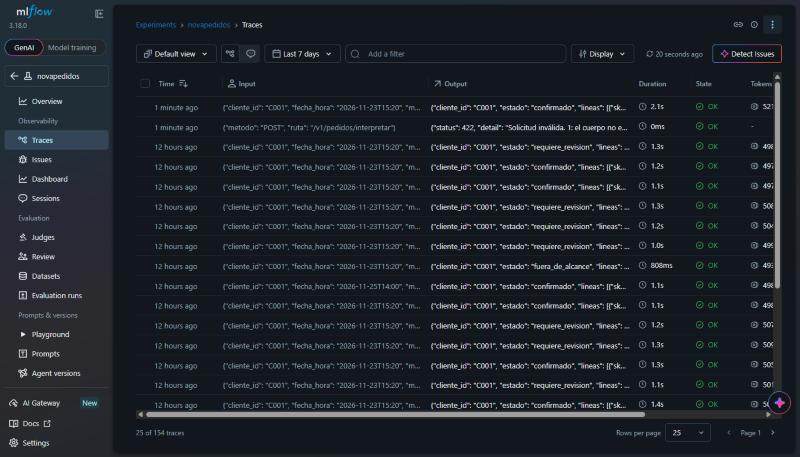 mlflow
3.18.0
GenAI Model training
novapedidos
Overview
Observability
Traces
Issues
Dashboard
Sessions
Evaluation
Judges
Review
Datasets
Evaluation runs
Prompts & versions
Playground
Prompts
Agent versions
AI Gateway New
Docs
Settings
Experiments > novapedidos > Traces
Default view Last 7 days Add a filter Display 20 seconds ago Detect Issues
Time Input Output Duration State Tokens
1 minute ago {"cliente_id": "C001", "fecha_hora": "2026-11-23T15:20", "m... {"cliente_id": "C001", "estado": "confirmado", "lineas": [{"sk... 2.1s OK 521
1 minute ago {"metodo": "POST", "ruta": "/v1/pedidos/interpretar"} {"status": 422, "detail": "Solicitud inválida. 1: el cuerpo no e... 0ms OK -
12 hours ago {"cliente_id": "C001", "fecha_hora": "2026-11-23T15:20", "m... {"cliente_id": "C001", "estado": "requiere_revision", "lineas": ... 1.3s OK 498
12 hours ago {"cliente_id": "C001", "fecha_hora": "2026-11-23T15:20", "m... {"cliente_id": "C001", "estado": "confirmado", "lineas": [{"sk... 1.2s OK 497
12 hours ago {"cliente_id": "C001", "fecha_hora": "2026-11-23T15:20", "m... {"cliente_id": "C001", "estado": "confirmado", "lineas": [{"sk... 1.1s OK 497
12 hours ago {"cliente_id": "C001", "fecha_hora": "2026-11-23T15:20", "m... {"cliente_id": "C001", "estado": "requiere_revision", "lineas": ... 1.3s OK 508
12 hours ago {"cliente_id": "C001", "fecha_hora": "2026-11-23T15:20", "m... {"cliente_id": "C001", "estado": "requiere_revision", "lineas": ... 1.2s OK 504
12 hours ago {"cliente_id": "C001", "fecha_hora": "2026-11-23T15:20", "m... {"cliente_id": "C001", "estado": "requiere_revision", "lineas": ... 1.0s OK 499
12 hours ago {"cliente_id": "C001", "fecha_hora": "2026-11-23T15:20", "m... {"cliente_id": "C001", "estado": "fuera_de_alcance", "lineas": ... 808ms OK 493
12 hours ago {"cliente_id": "C001", "fecha_hora": "2026-11-25T14:00", "m... {"cliente_id": "C001", "estado": "confirmado", "lineas": [{"sk... 1.1s OK 498
12 hours ago {"cliente_id": "C001", "fecha_hora": "2026-11-23T15:20", "m... {"cliente_id": "C001", "estado": "requiere_revision", "lineas": ... 1.2s OK 507
12 hours ago {"cliente_id": "C001", "fecha_hora": "2026-11-23T15:20", "m... {"cliente_id": "C001", "estado": "requiere_revision", "lineas": ... 1.3s OK 509
12 hours ago {"cliente_id": "C001", "fecha_hora": "2026-11-23T15:20", "m... {"cliente_id": "C001", "estado": "confirmado", "lineas": [{"sk... 1.3s OK 505
12 hours ago {"cliente_id": "C001", "fecha_hora": "2026-11-23T15:20", "m... {"cliente_id": "C001", "estado": "requiere_revision", "lineas": ... 1.1s OK 501
12 hours ago {"cliente_id": "C001", "fecha_hora": "2026-11-23T15:20", "m... {"cliente_id": "C001", "estado": "confirmado", "lineas": [{"sk... 1.4s OK
25 of 154 traces Rows per page 25 Page 1